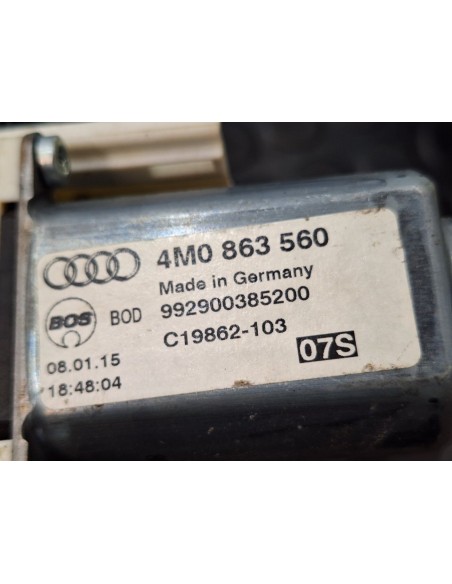 4M0 863 560
Made in Germany
BOS BOD 992900385200
C19862-103
08.01.15
18:48:04
07S